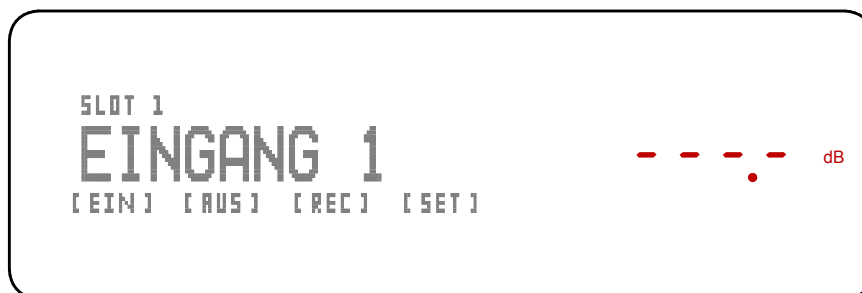 SLOT 1
EINGANG 1
- - - . - dB
[EIN] [AUS] [REC] [SET]